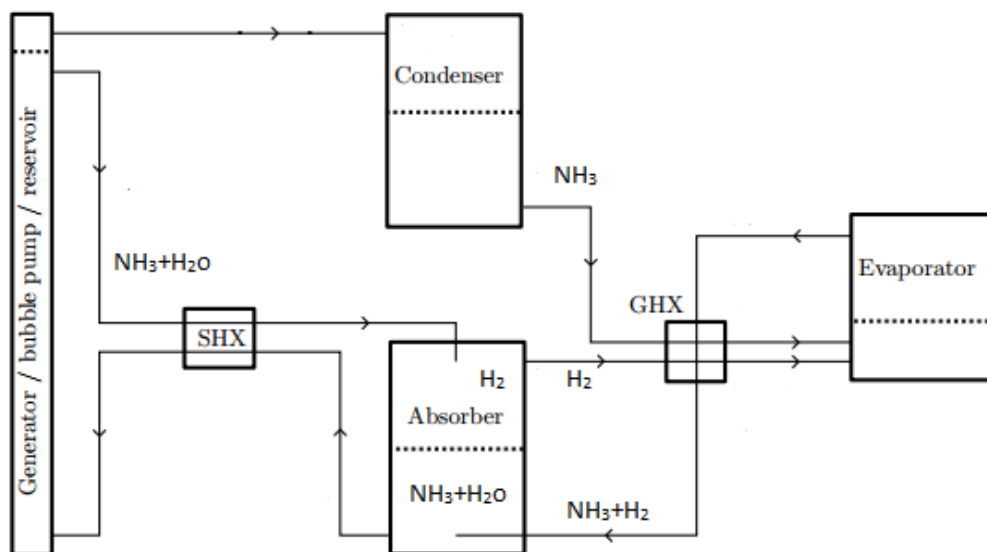 Generator / bubble pump / reservoir
Condenser
NH₃
NH₃+H₂O
Evaporator
GHX
SHX
H₂
H₂
Absorber
NH₃+H₂O
NH₃+H₂